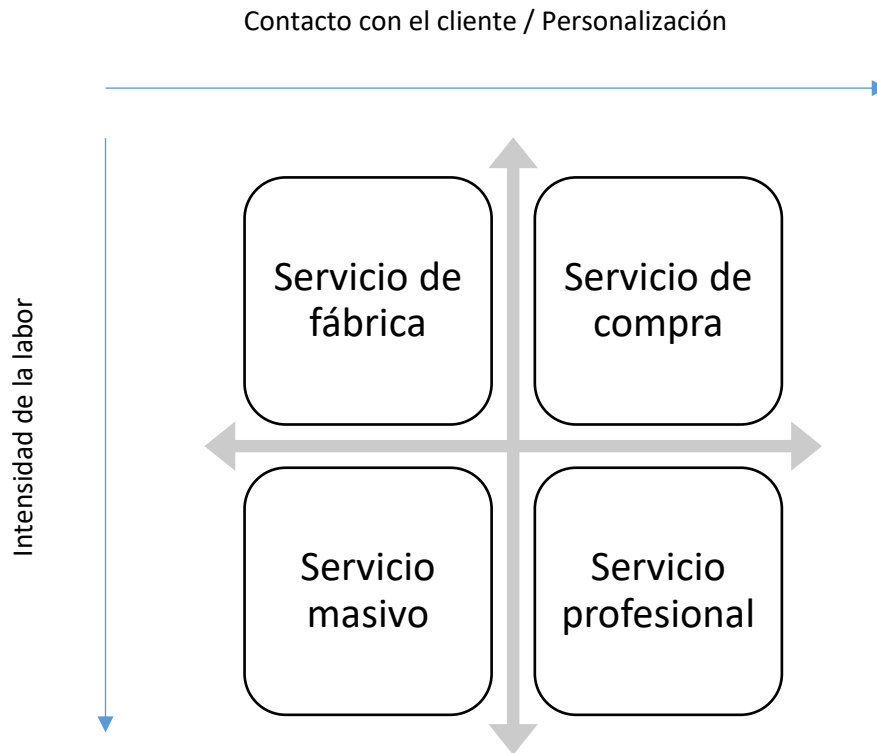 Contacto con el cliente / Personalización
Intensidad de la labor
Servicio de
fábrica
Servicio de
compra
Servicio
masivo
Servicio
profesional